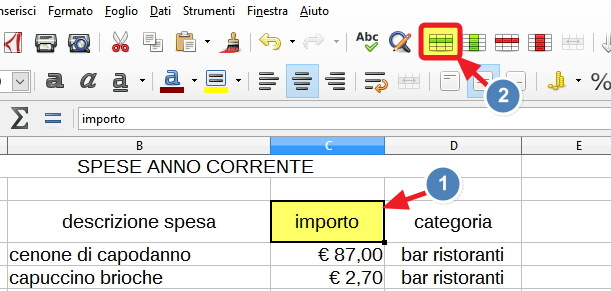 nserisci Formato Foglio Dati Strumenti Finestra Aiuto
Abc
a a a a %
2
Σ = importo
B C D E
SPESE ANNO CORRENTE
1
descrizione spesa importo categoria
cenone di capodanno € 87,00 bar ristoranti
capuccino brioche € 2,70 bar ristoranti